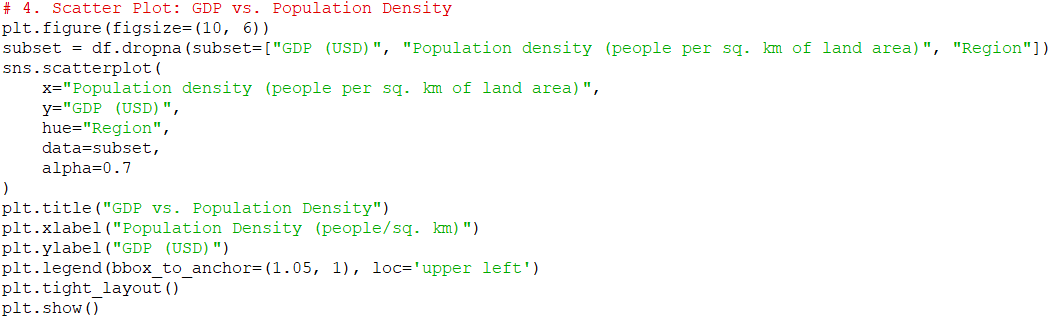 # 4. Scatter Plot: GDP vs. Population Density
plt.figure(figsize=(10, 6))
subset = df.dropna(subset=["GDP (USD)", "Population density (people per sq. km of land area)", "Region"])
sns.scatterplot(
    x="Population density (people per sq. km of land area)",
    y="GDP (USD)",
    hue="Region",
    data=subset,
    alpha=0.7
)
plt.title("GDP vs. Population Density")
plt.xlabel("Population Density (people/sq. km)")
plt.ylabel("GDP (USD)")
plt.legend(bbox_to_anchor=(1.05, 1), loc='upper left')
plt.tight_layout()
plt.show()